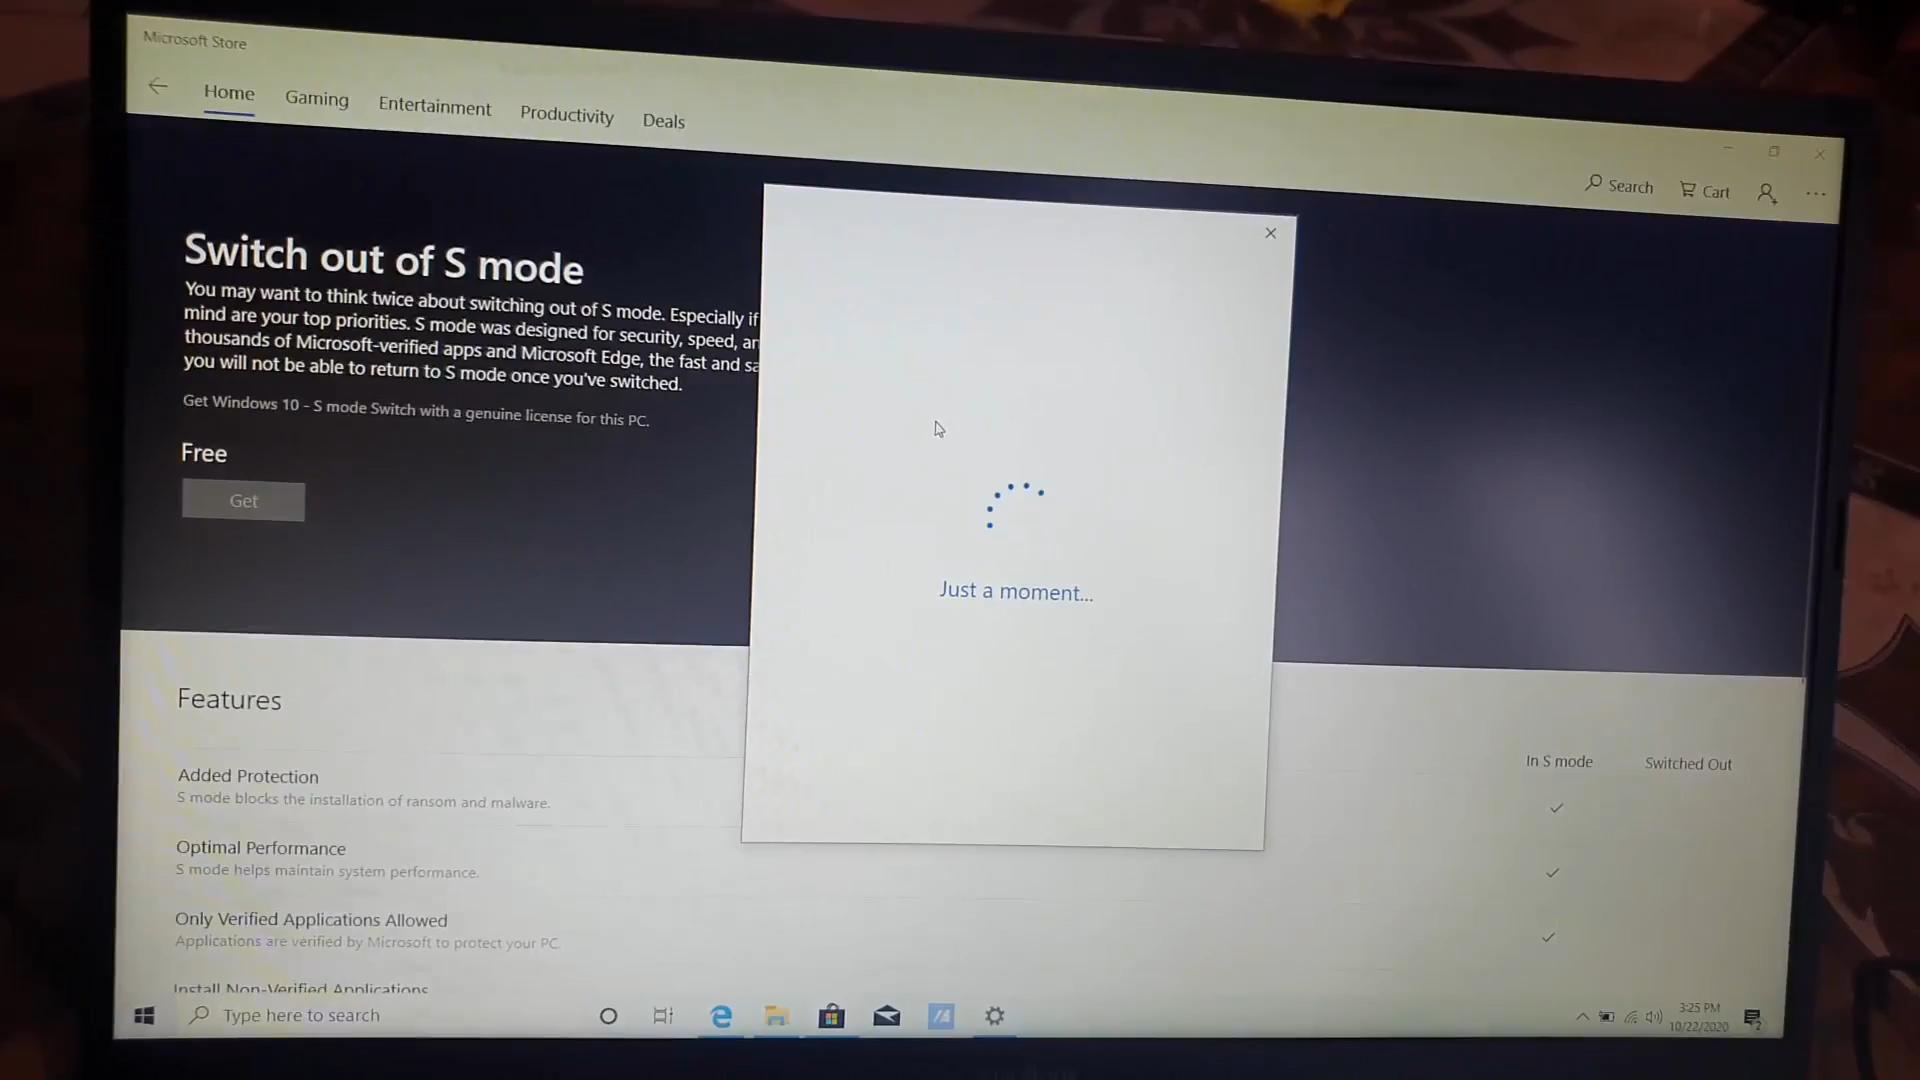 Microsoft Store
Home Gaming Entertainment Productivity Deals
Search Cart
Switch out of S mode
You may want to think twice about switching out of S mode. Especially if
mind are your top priorities. S mode was designed for security, speed,
thousands of Microsoft-verified apps and Microsoft Edge, the fast and
you will not be able to return to S mode once you've switched.
Get Windows 10 - S mode Switch with a genuine license for this PC.
Free
Get
Just a moment...
Features
In S mode Switched Out
Added Protection
S mode blocks the installation of ransom and malware.
Optimal Performance
S mode helps maintain system performance.
Only Verified Applications Allowed
Applications are verified by Microsoft to protect your PC.
Install Non-Verified Applications
Type here to search
3:25 PM
10/22/2020
2